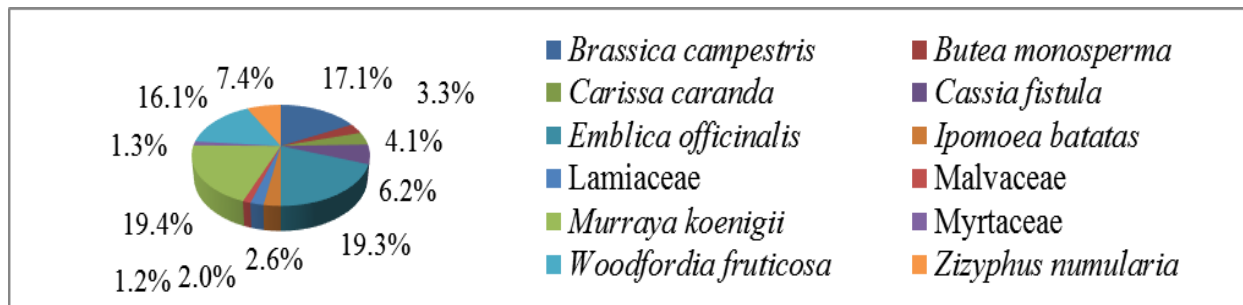 7.4%
17.1%
16.1%
3.3%
1.3%
4.1%
6.2%
19.4%
19.3%
1.2%
2.0%
2.6%
Brassica campestris
Butea monosperma
Carissa caranda
Cassia fistula
Emblica officinalis
Ipomoea batatas
Lamiaceae
Malvaceae
Murraya koenigii
Myrtaceae
Woodfordia fruticosa
Zizyphus numularia